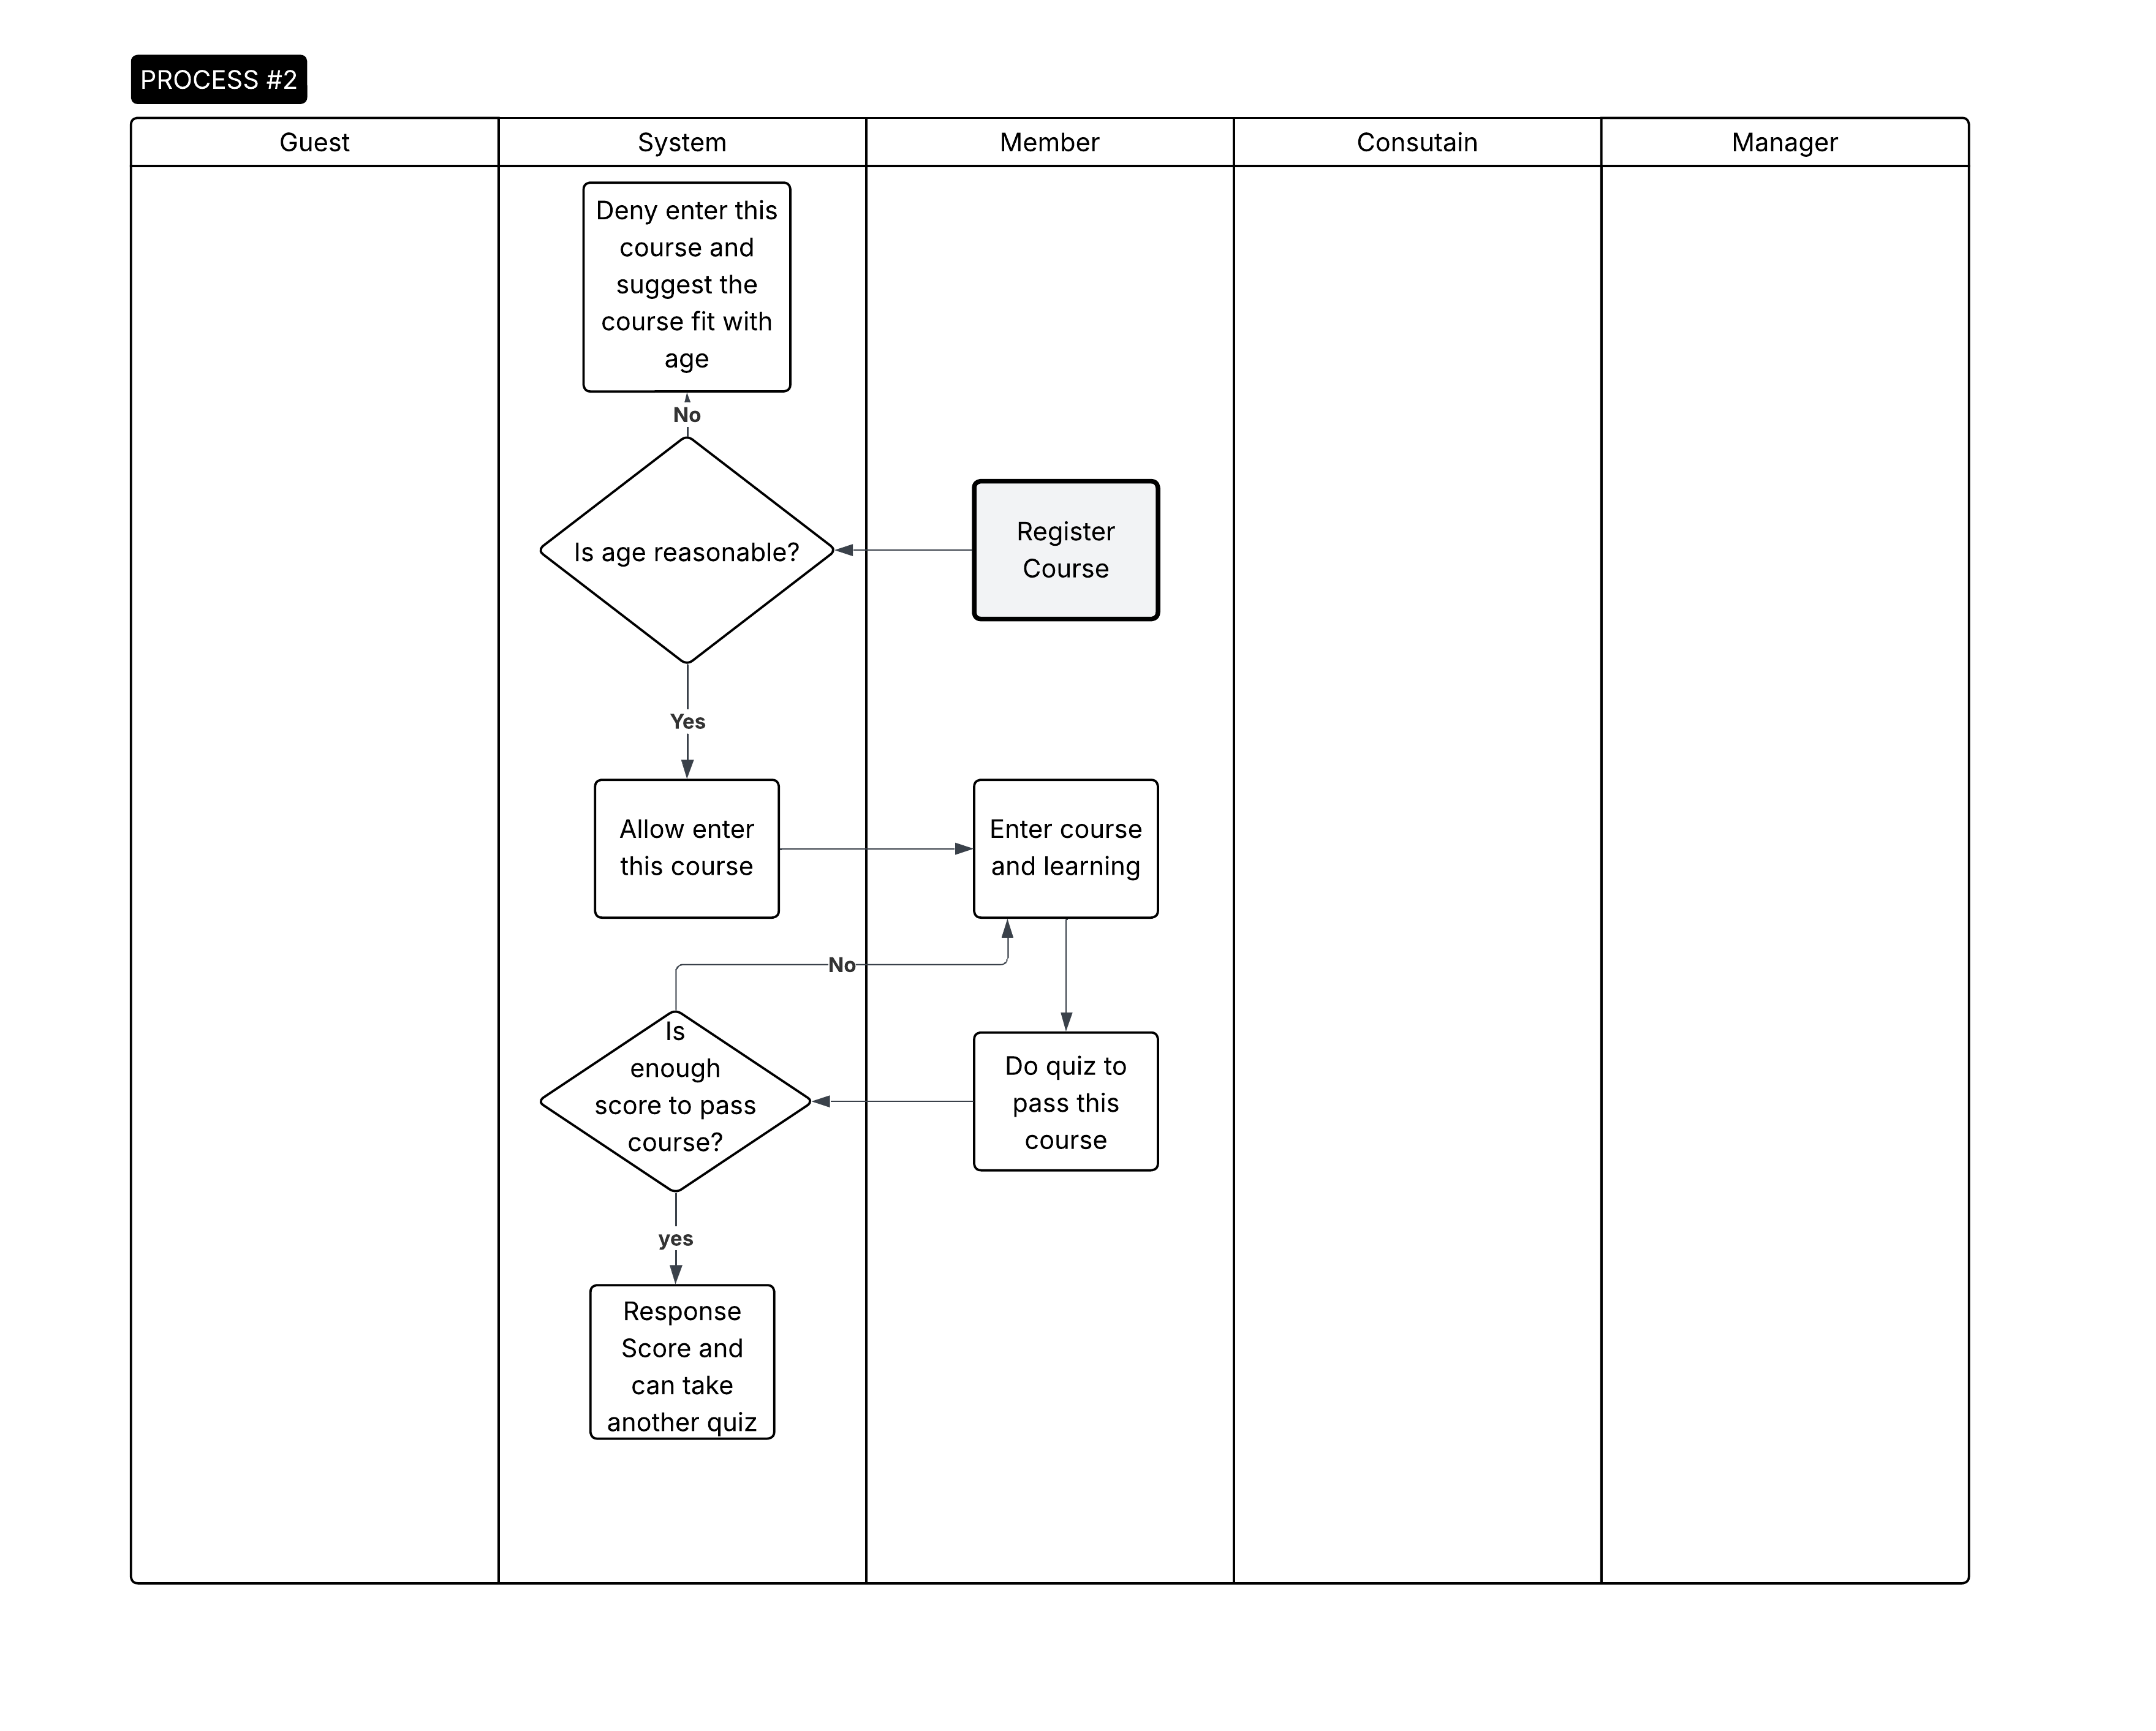 PROCESS #2
Guest
System
Member
Consutain
Manager
Deny enter this
course and
suggest the
course fit with
age
No
Is age reasonable?
Register
Course
Yes
Allow enter
this course
Enter course
and learning
No
Is
enough
score to pass
course?
Do quiz to
pass this
course
yes
Response
Score and
can take
another quiz